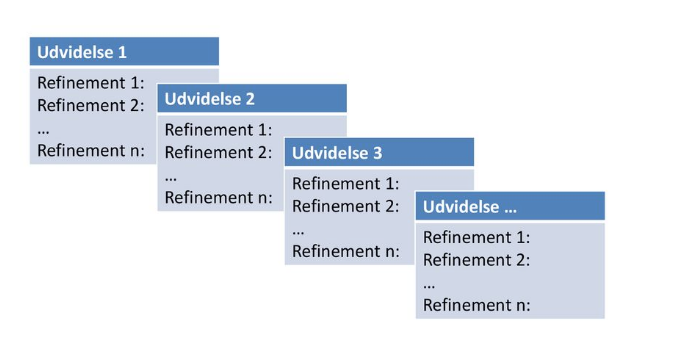 Udvidelse 1
Refinement 1:
Refinement 2:
…
Refinement n:
Udvidelse 2
Refinement 1:
Refinement 2:
…
Refinement n:
Udvidelse 3
Refinement 1:
Refinement 2:
…
Refinement n:
Udvidelse …
Refinement 1:
Refinement 2:
…
Refinement n: